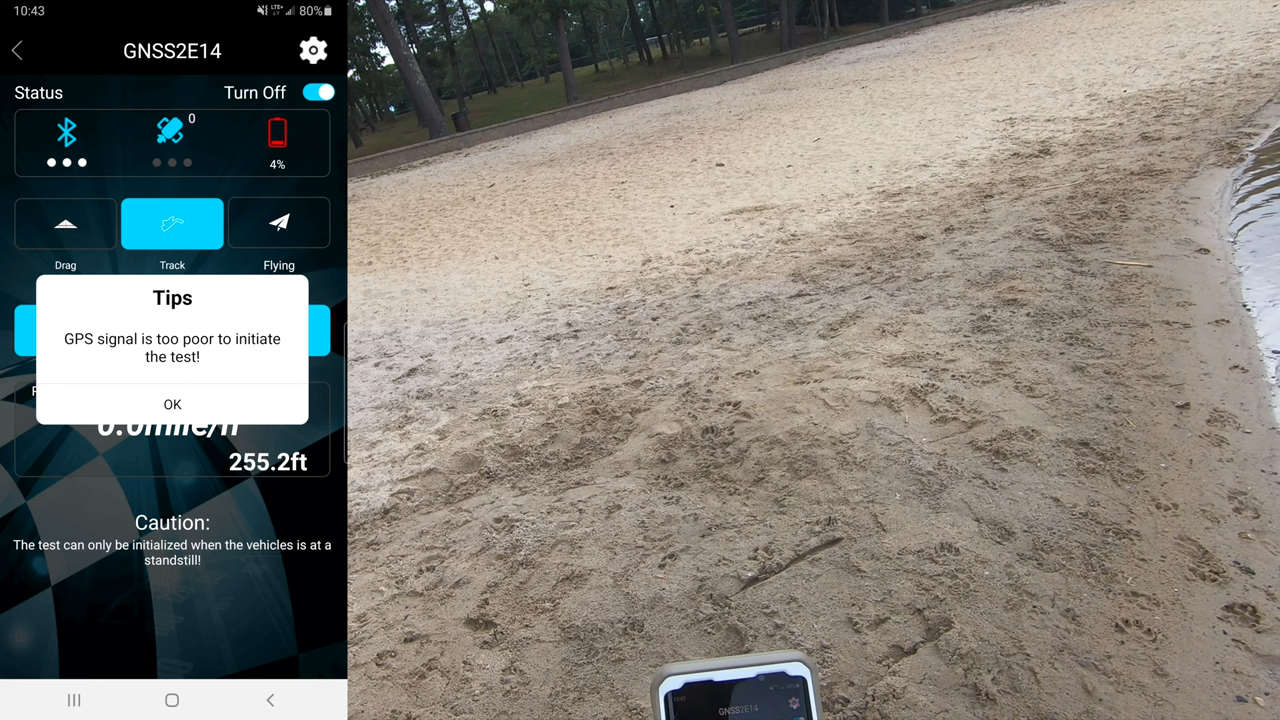 10:43
LTE+
80%
GNSS2E14
Status
Turn Off
0
4%
Drag
Track
Flying
Tips
GPS signal is too poor to initiate
the test!
OK
255.2ft
Caution:
The test can only be initialized when the vehicles is at a
standstill!
GNSS2E14